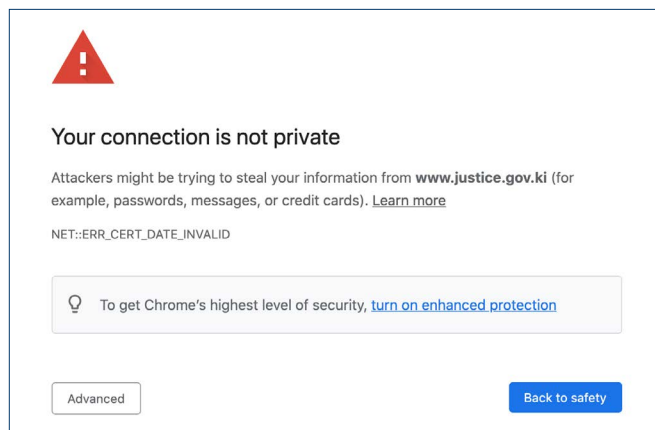 Your connection is not private
Attackers might be trying to steal your information from www.justice.gov.ki (for
example, passwords, messages, or credit cards). Learn more
NET::ERR_CERT_DATE_INVALID
To get Chrome’s highest level of security, turn on enhanced protection
Advanced
Back to safety